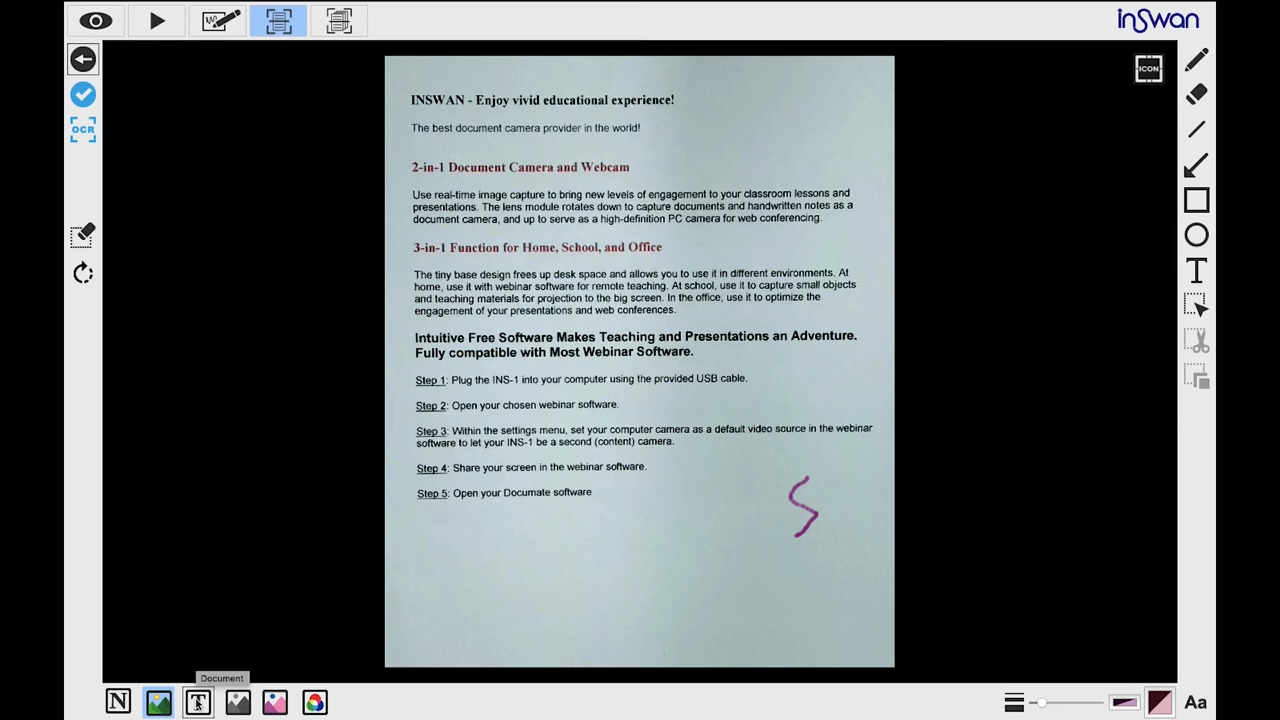 inSwan
ICON
OCR
INSWAN - Enjoy vivid educational experience!
The best document camera provider in the world!
2-in-1 Document Camera and Webcam
Use real-time image capture to bring new levels of engagement to your classroom lessons and
presentations. The lens module rotates down to capture documents and handwritten notes as a
document camera, and up to serve as a high-definition PC camera for web conferencing.
3-in-1 Function for Home, School, and Office
The tiny base design frees up desk space and allows you to use it in different environments. At
home, use it with webinar software for remote teaching. At school, use it to capture small objects
and teaching materials for projection to the big screen. In the office, use it to optimize the
engagement of your presentations and web conferences.
Intuitive Free Software Makes Teaching and Presentations an Adventure.
Fully compatible with Most Webinar Software.
Step 1: Plug the INS-1 into your computer using the provided USB cable.
Step 2: Open your chosen webinar software.
Step 3: Within the settings menu, set your computer camera as a default video source in the webinar
software to let your INS-1 be a second (content) camera.
Step 4: Share your screen in the webinar software.
Step 5: Open your Documate software
T
Document
N T Aa